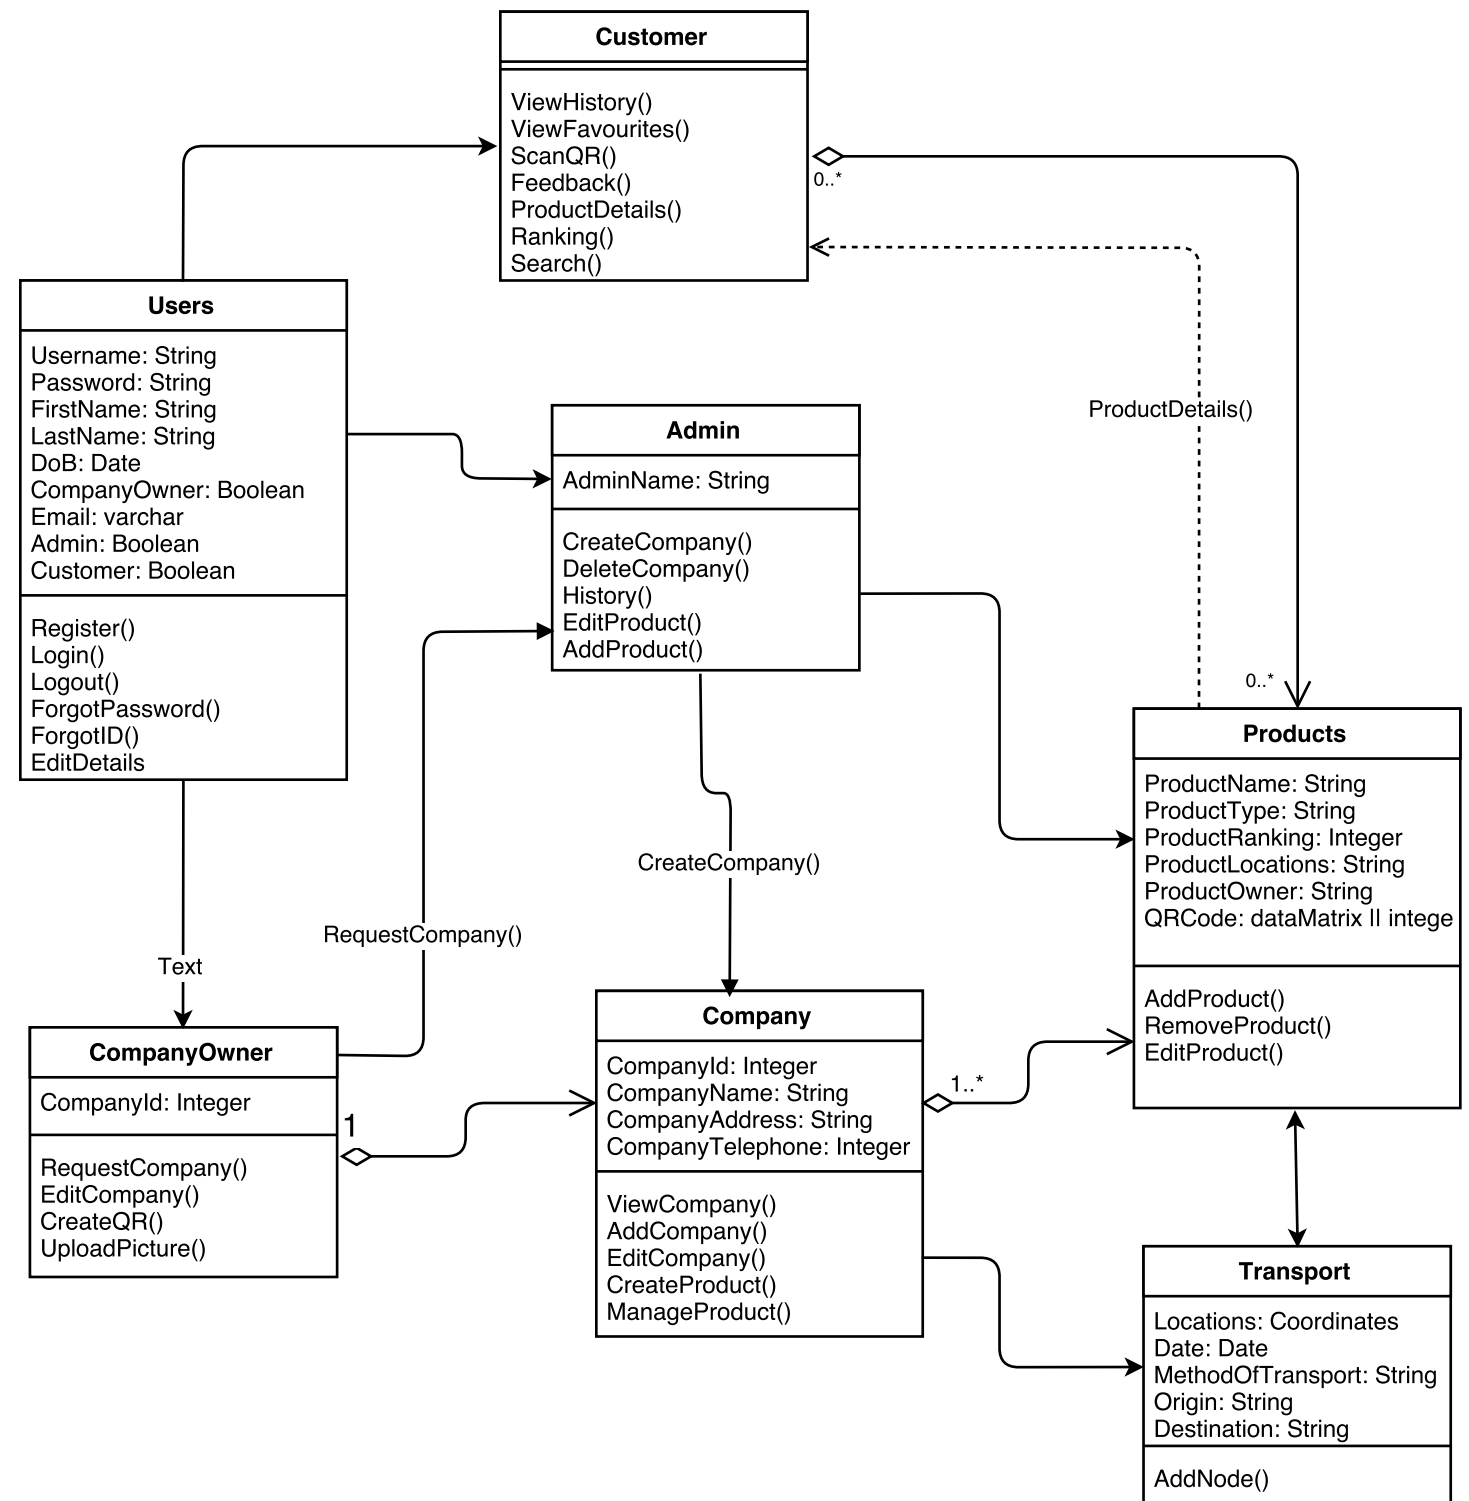 Customer
ViewHistory()
ViewFavourites()
ScanQR()
Feedback()
ProductDetails()
Ranking()
Search()
0..*
Users
Username: String
Password: String
FirstName: String
LastName: String
DoB: Date
CompanyOwner: Boolean
Email: varchar
Admin: Boolean
Customer: Boolean
Register()
Login()
Logout()
ForgotPassword()
ForgotID()
EditDetails
ProductDetails()
Admin
AdminName: String
CreateCompany()
DeleteCompany()
History()
EditProduct()
AddProduct()
0..*
Products
ProductName: String
ProductType: String
ProductRanking: Integer
ProductLocations: String
ProductOwner: String
QRCode: dataMatrix || intege
AddProduct()
RemoveProduct()
EditProduct()
CreateCompany()
RequestCompany()
Text
CompanyOwner
CompanyId: Integer
RequestCompany()
EditCompany()
CreateQR()
UploadPicture()
1
Company
CompanyId: Integer
CompanyName: String
CompanyAddress: String
CompanyTelephone: Integer
ViewCompany()
AddCompany()
EditCompany()
CreateProduct()
ManageProduct()
1..*
Transport
Locations: Coordinates
Date: Date
MethodOfTransport: String
Origin: String
Destination: String
AddNode()